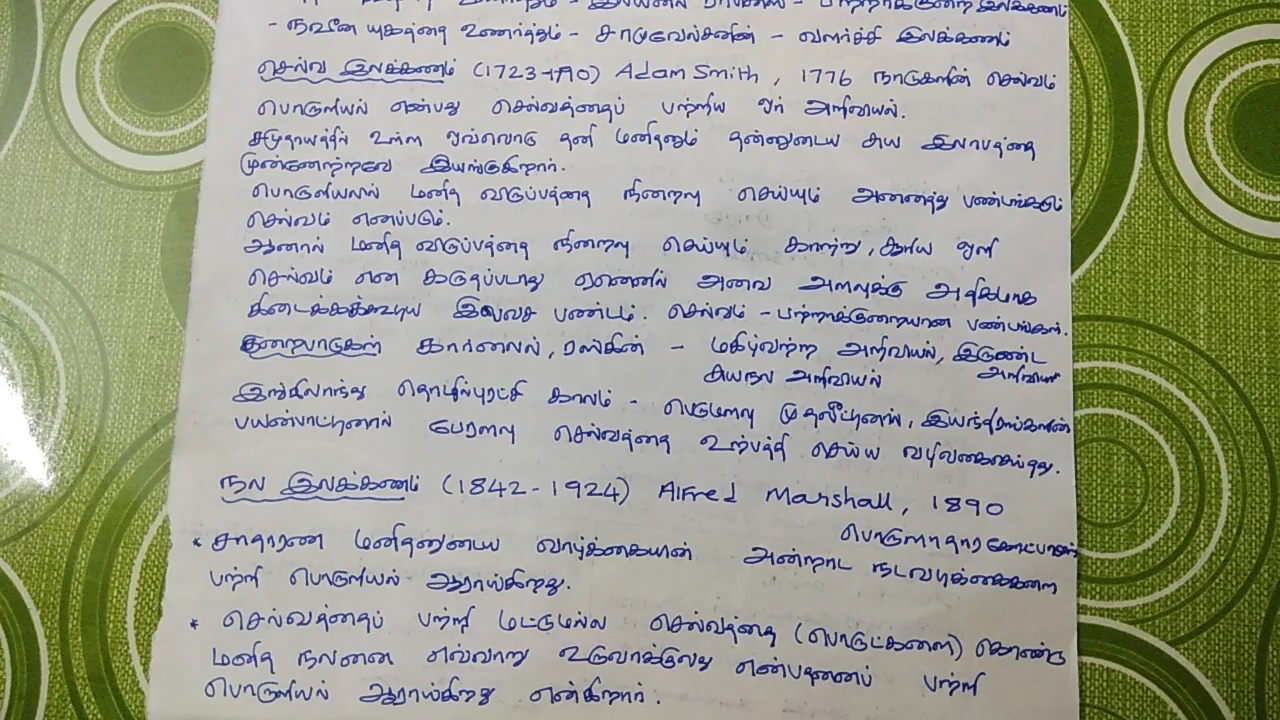 இலக்கணம்
- நவீன யுகத்தை உணர்த்தும் - சாமுவேல்சனின் - வளர்ச்சி இலக்கணம்
செல்வ இலக்கணம் (1723-1790) Adam Smith, 1776 நாடுகளின் செல்வம்
பொருளியல் என்பது செல்வத்தைப் பற்றிய ஓர் அறிவியல்.
சமுதாயத்தில் உள்ள ஒவ்வொரு தனி மனிதனும் தன்னுடைய சுய இலாபத்தை
முன்னேற்றவே இயங்குகிறார்.
பொருளியலில் மனித விருப்பத்தை நிறைவு செய்யும் அனைத்து பண்டங்களும்
செல்வம் எனப்படும்.
ஆனால் மனித விருப்பத்தை நிறைவு செய்யும் காற்று, சூரிய ஒளி
செல்வம் என கருதப்படாது ஏனெனில் அவை அளவுக்கு அதிகமாக
கிடைக்கக்கூடிய இலவச பண்டம். செல்வம் - பற்றாக்குறையான பண்டங்கள்.
குறைபாடுகள் கார்லைல், ரஸ்கின் - மகிழ்வற்ற அறிவியல், இருண்ட அறிவியல்
சுயநல அறிவியல்
இங்கிலாந்து தொழில்புரட்சி காலம் - பெருமளவு முதலீட்டினால், இயந்திரங்களின்
பயன்பாட்டினால் பேரளவு செல்வத்தை உற்பத்தி செய்ய வழிவகைசெய்தது.
நல இலக்கணம் (1842-1924) Alfred Marshall, 1890
பொருளாதார கோட்பாடுகள்
* சாதாரண மனிதனுடைய வாழ்க்கையின் அன்றாட நடவடிக்கைகளை
பற்றி பொருளியல் ஆராய்கிறது.
* செல்வத்தைப் பற்றி மட்டுமல்ல செல்வத்தை (பொருட்களை) கொண்டு
மனித நலனை எவ்வாறு உருவாக்குவது என்பதனைப் பற்றி
பொருளியல் ஆராய்கிறது என்கிறார்.